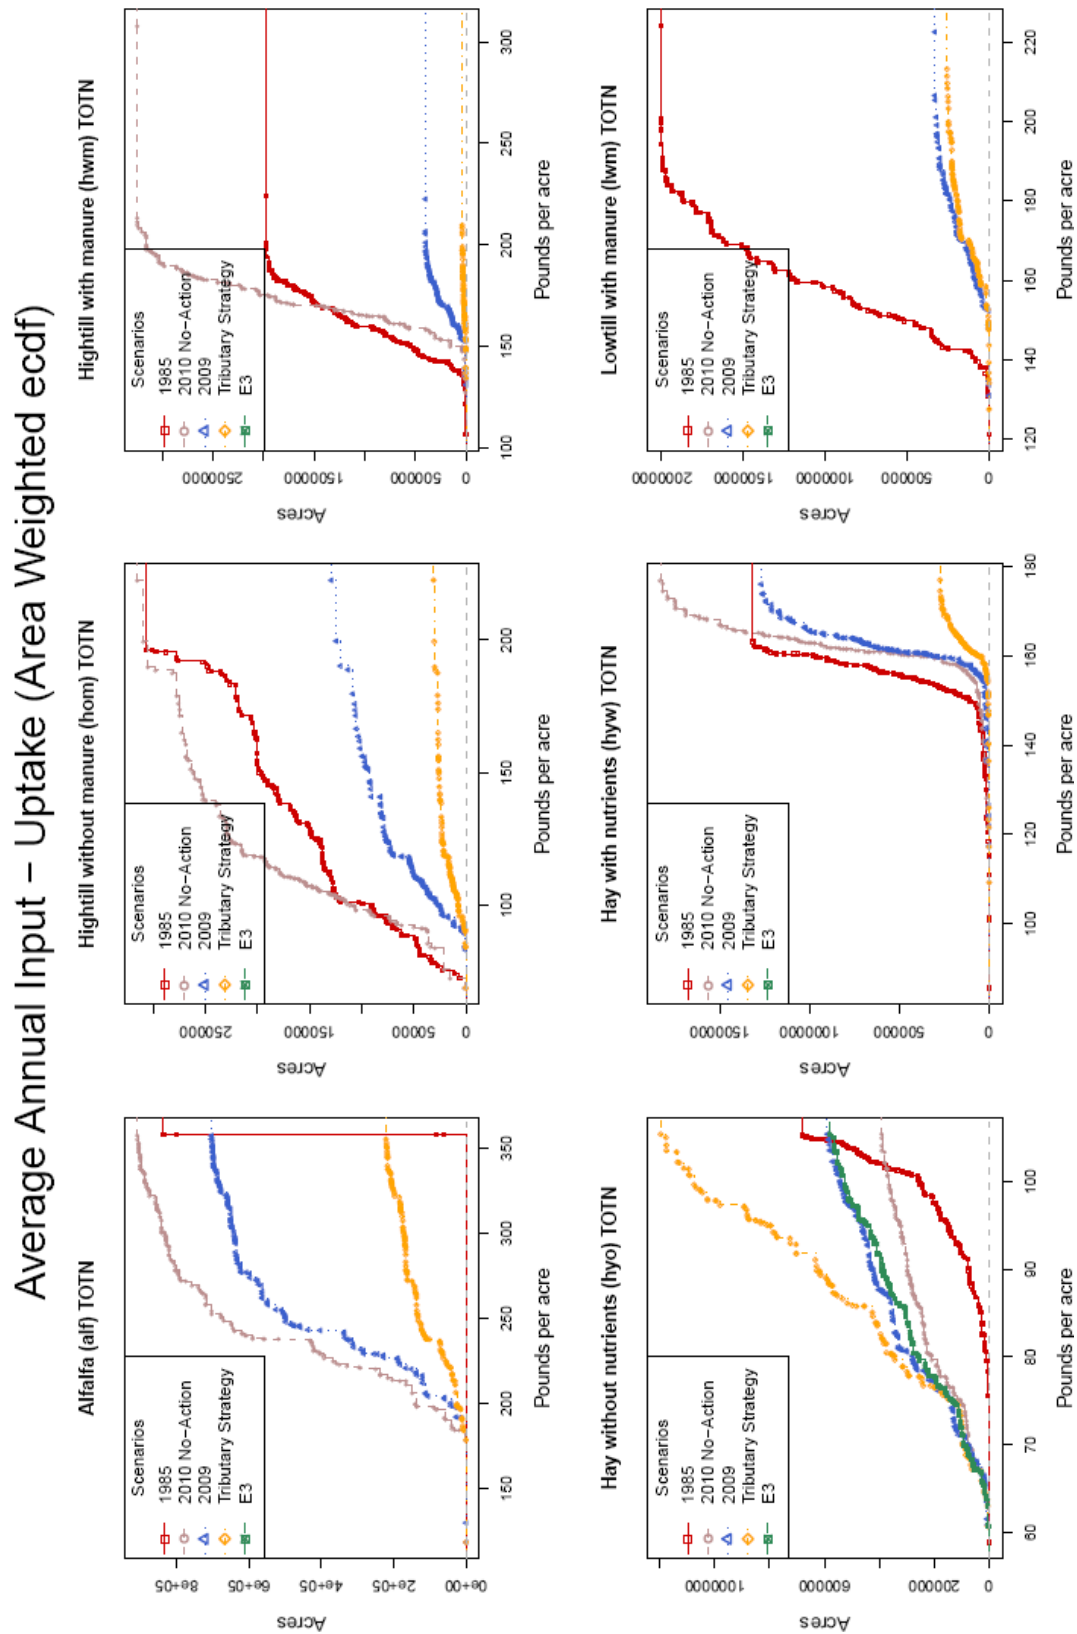 Average Annual Input – Uptake (Area Weighted ecdf)
Alfalfa (alf) TOTN
Acres
8e+05
6e+05
4e+05
2e+05
0e+00
Scenarios
1985
2010 No−Action
2009
Tributary Strategy
E3
150 200 250 300 350
Pounds per acre
Hightill without manure (hom) TOTN
Acres
2500000
1500000
500000
0
Scenarios
1985
2010 No−Action
2009
Tributary Strategy
E3
100 150 200
Pounds per acre
Hightill with manure (hwm) TOTN
Acres
2500000
1500000
500000
0
Scenarios
1985
2010 No−Action
2009
Tributary Strategy
E3
100 150 200 250 300
Pounds per acre
Hay without nutrients (hyo) TOTN
Acres
1000000
600000
200000
0
Scenarios
1985
2010 No−Action
2009
Tributary Strategy
E3
60 70 80 90 100
Pounds per acre
Hay with nutrients (hyw) TOTN
Acres
1500000
1000000
500000
0
Scenarios
1985
2010 No−Action
2009
Tributary Strategy
E3
100 120 140 160 180
Pounds per acre
Lowtill with manure (lwm) TOTN
Acres
2000000
1500000
1000000
500000
0
Scenarios
1985
2010 No−Action
2009
Tributary Strategy
E3
120 140 160 180 200 220
Pounds per acre